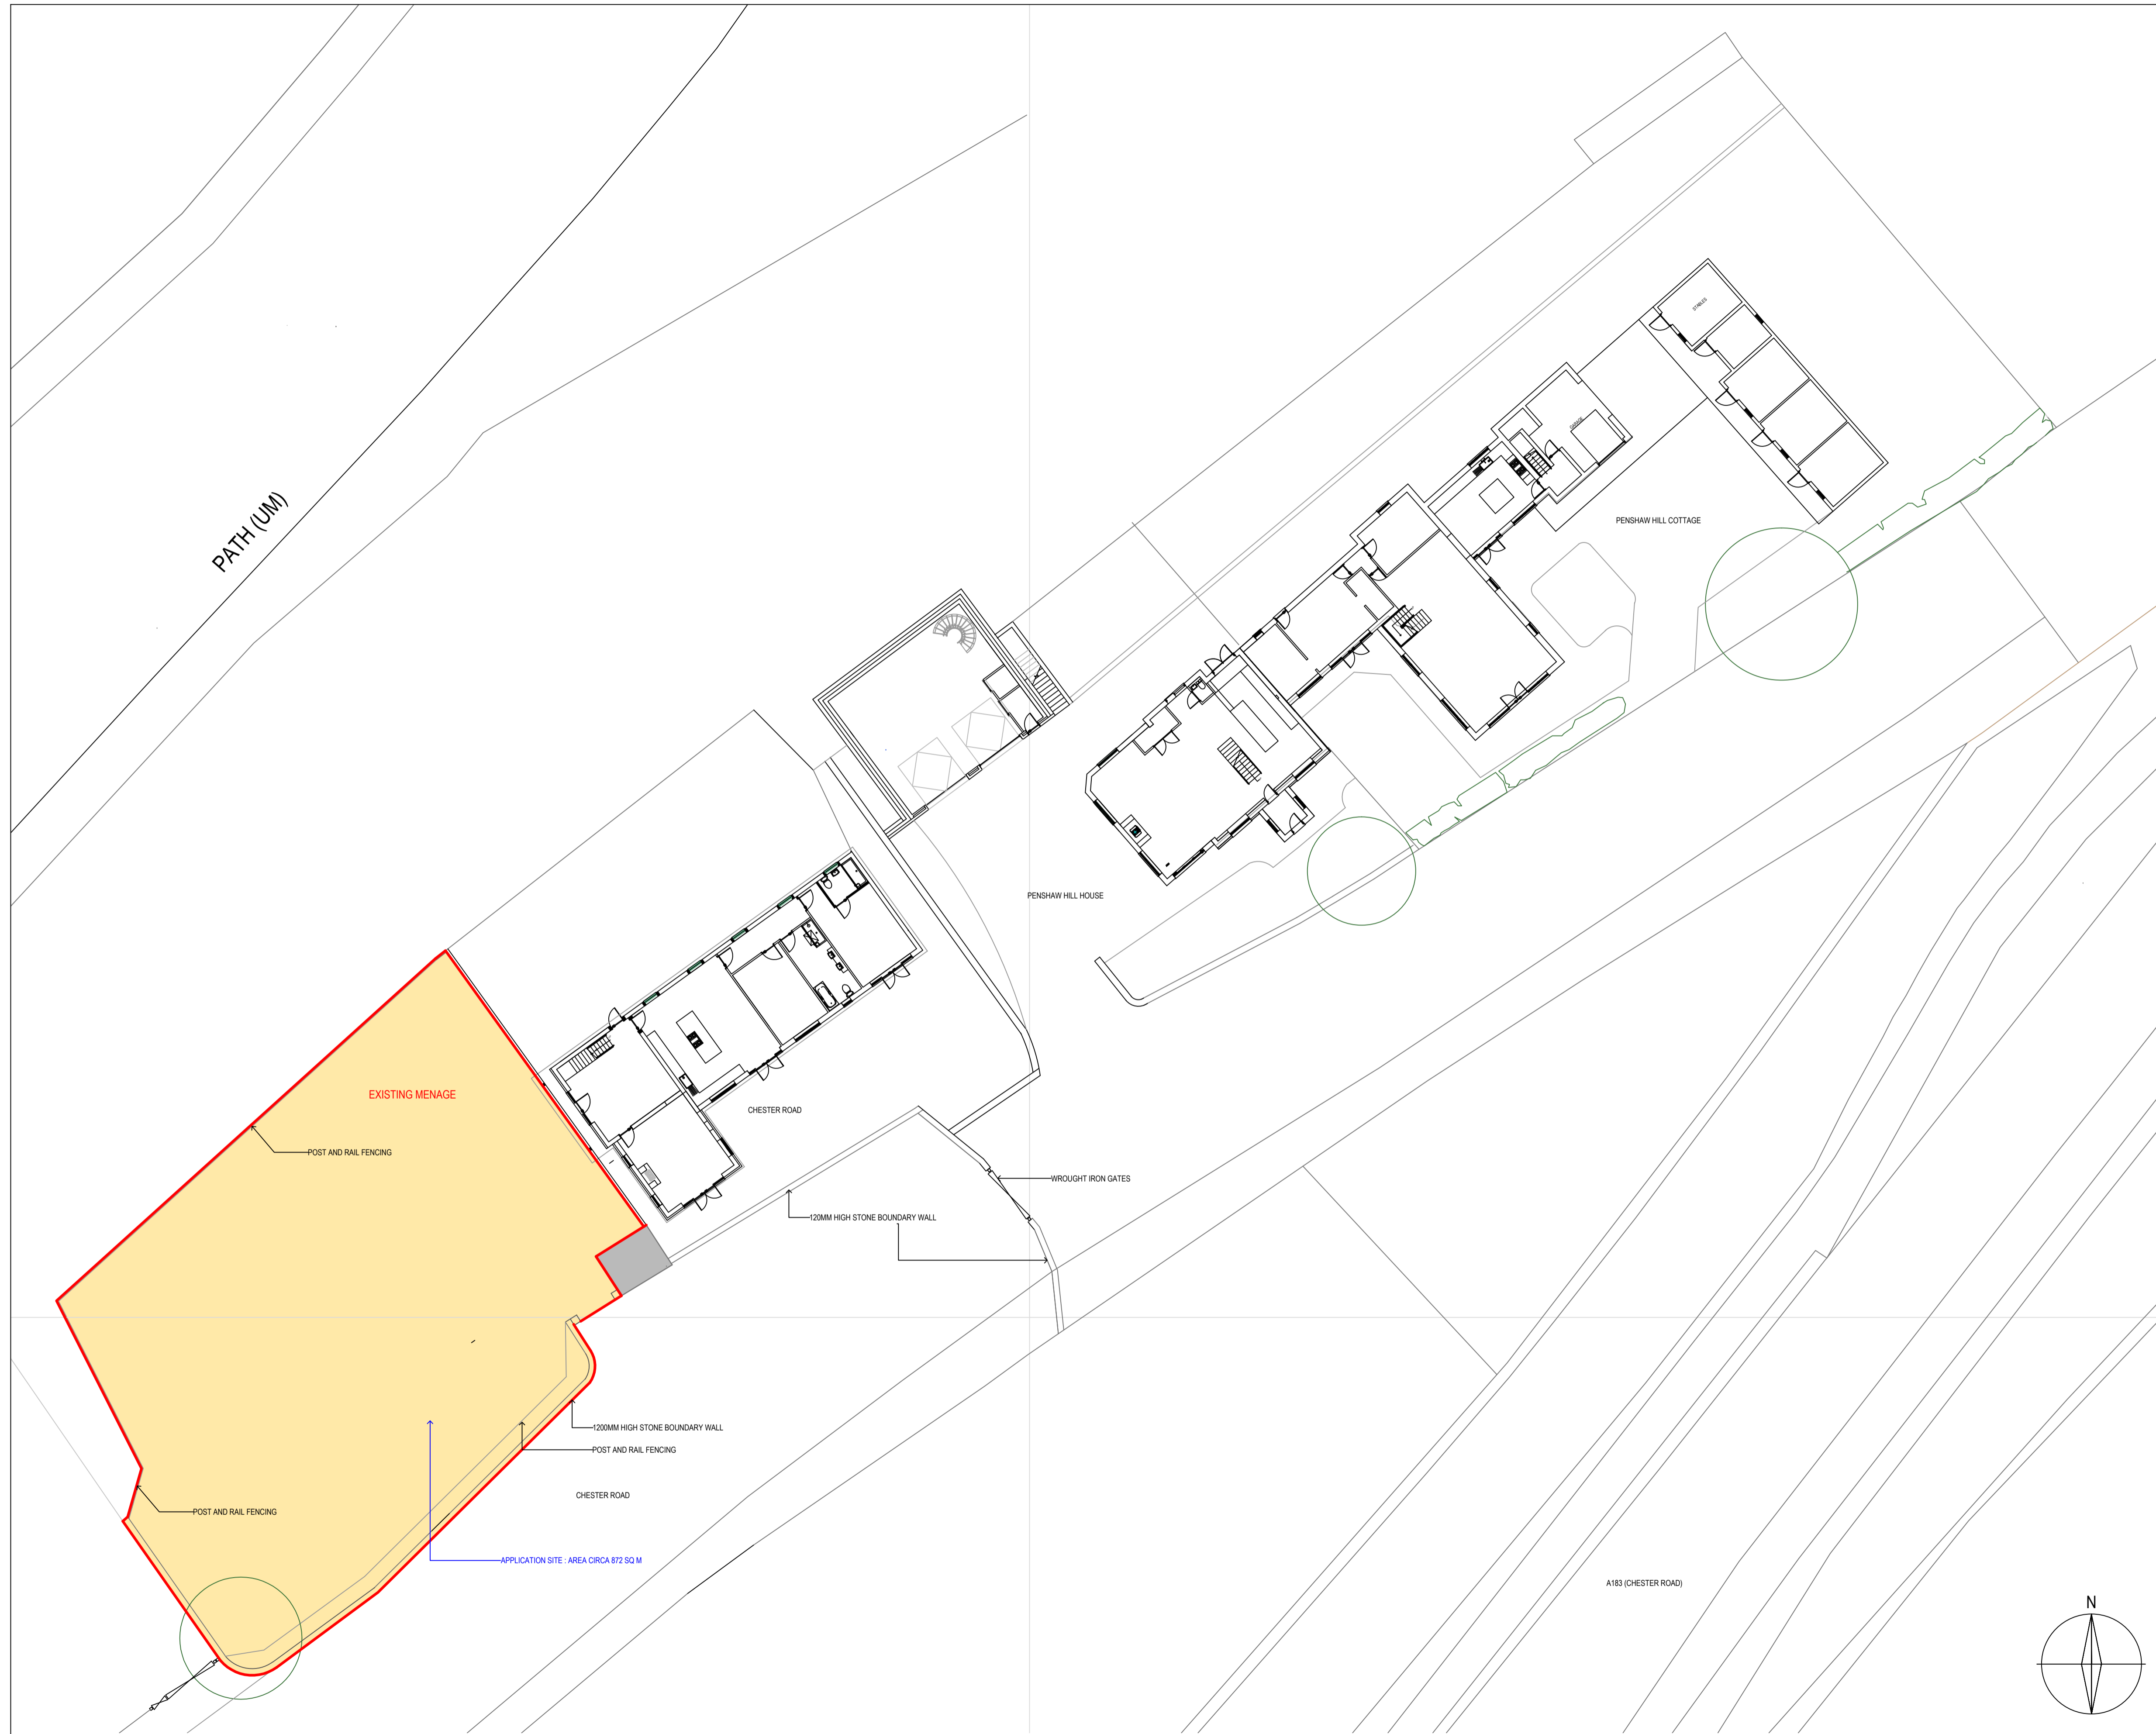 STABLES
GARAGE
PENSHAW HILL COTTAGE
PATH (UM)
PENSHAW HILL HOUSE
EXISTING MENAGE
CHESTER ROAD
POST AND RAIL FENCING
WROUGHT IRON GATES
120MM HIGH STONE BOUNDARY WALL
1200MM HIGH STONE BOUNDARY WALL
POST AND RAIL FENCING
CHESTER ROAD
POST AND RAIL FENCING
APPLICATION SITE : AREA CIRCA 872 SQ M
A183 (CHESTER ROAD)
N